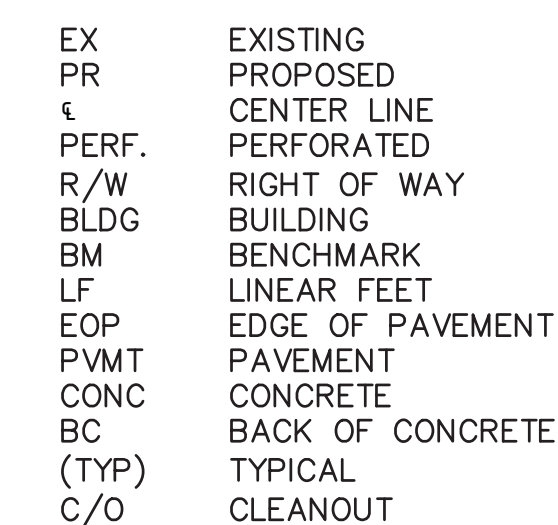 EX EXISTING
PR PROPOSED
℄ CENTER LINE
PERF. PERFORATED
R/W RIGHT OF WAY
BLDG BUILDING
BM BENCHMARK
LF LINEAR FEET
EOP EDGE OF PAVEMENT
PVMT PAVEMENT
CONC CONCRETE
BC BACK OF CONCRETE
(TYP) TYPICAL
C/O CLEANOUT